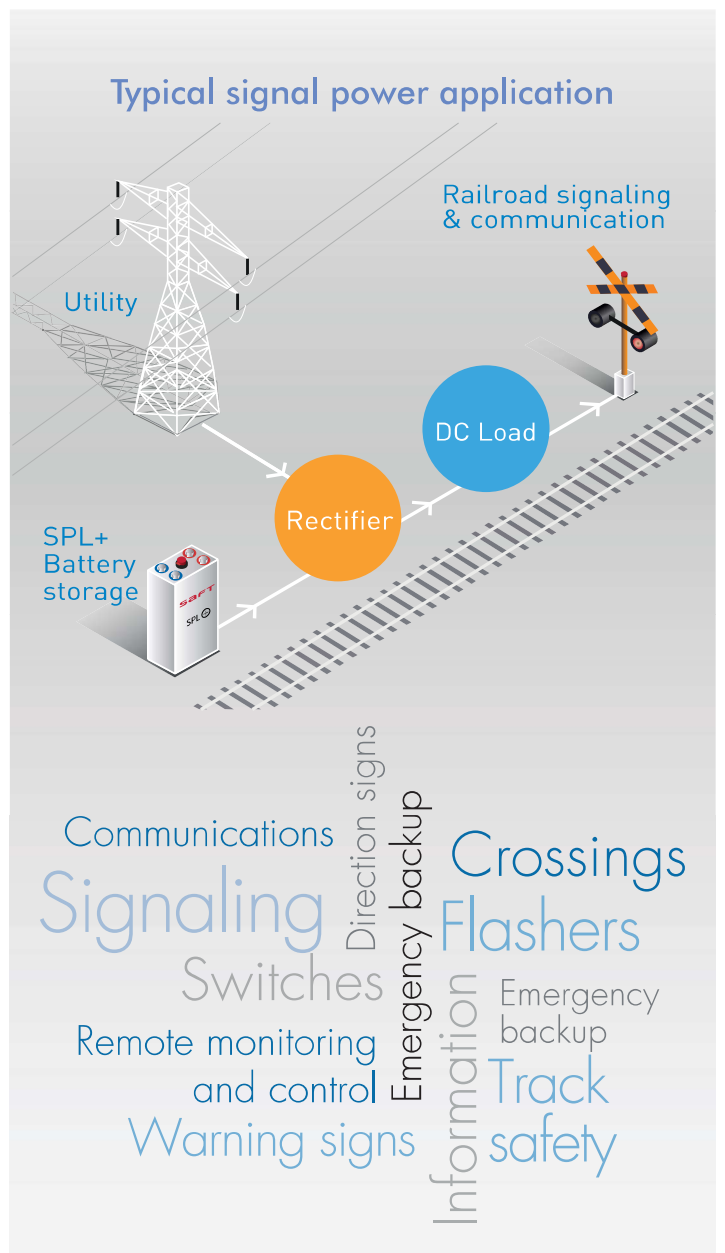 Typical signal power application
Railroad signaling
& communication
Utility
DC Load
Rectifier
SPL+
Battery
storage
saft
SPL
Direction signs
Emergency backup
Communications
Crossings
Signaling
Flashers
Switches
Information
Emergency
backup
Remote monitoring
and control
Track
safety
Warning signs